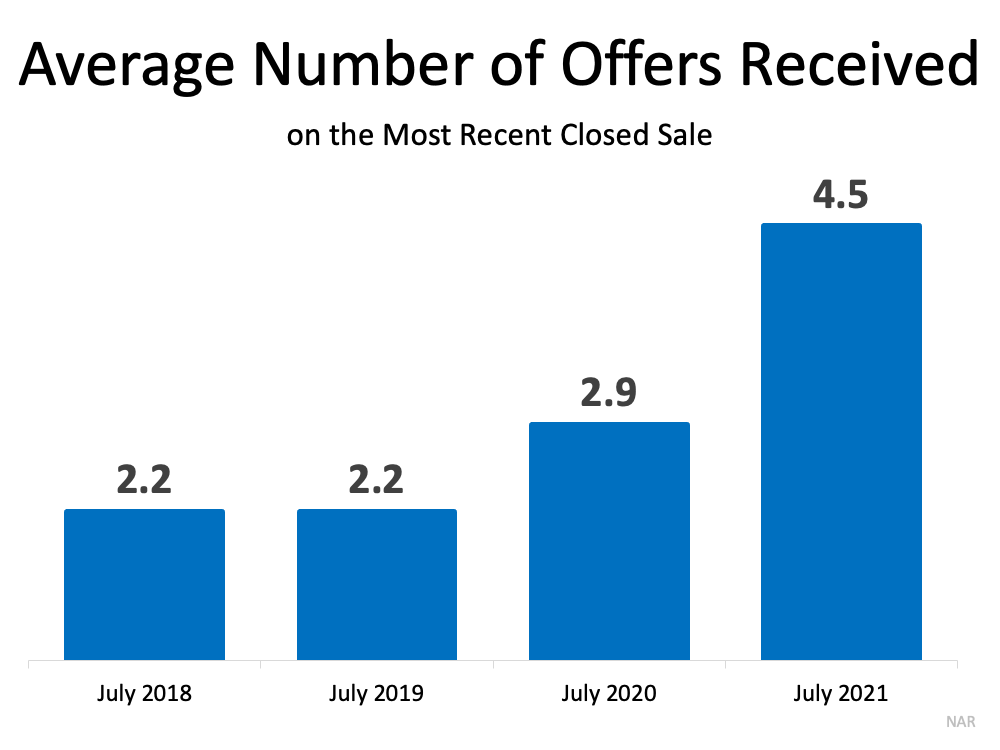 Average Number of Offers Received
on the Most Recent Closed Sale
4.5
2.9
2.2 2.2
July 2018 July 2019 July 2020 July 2021
NAR